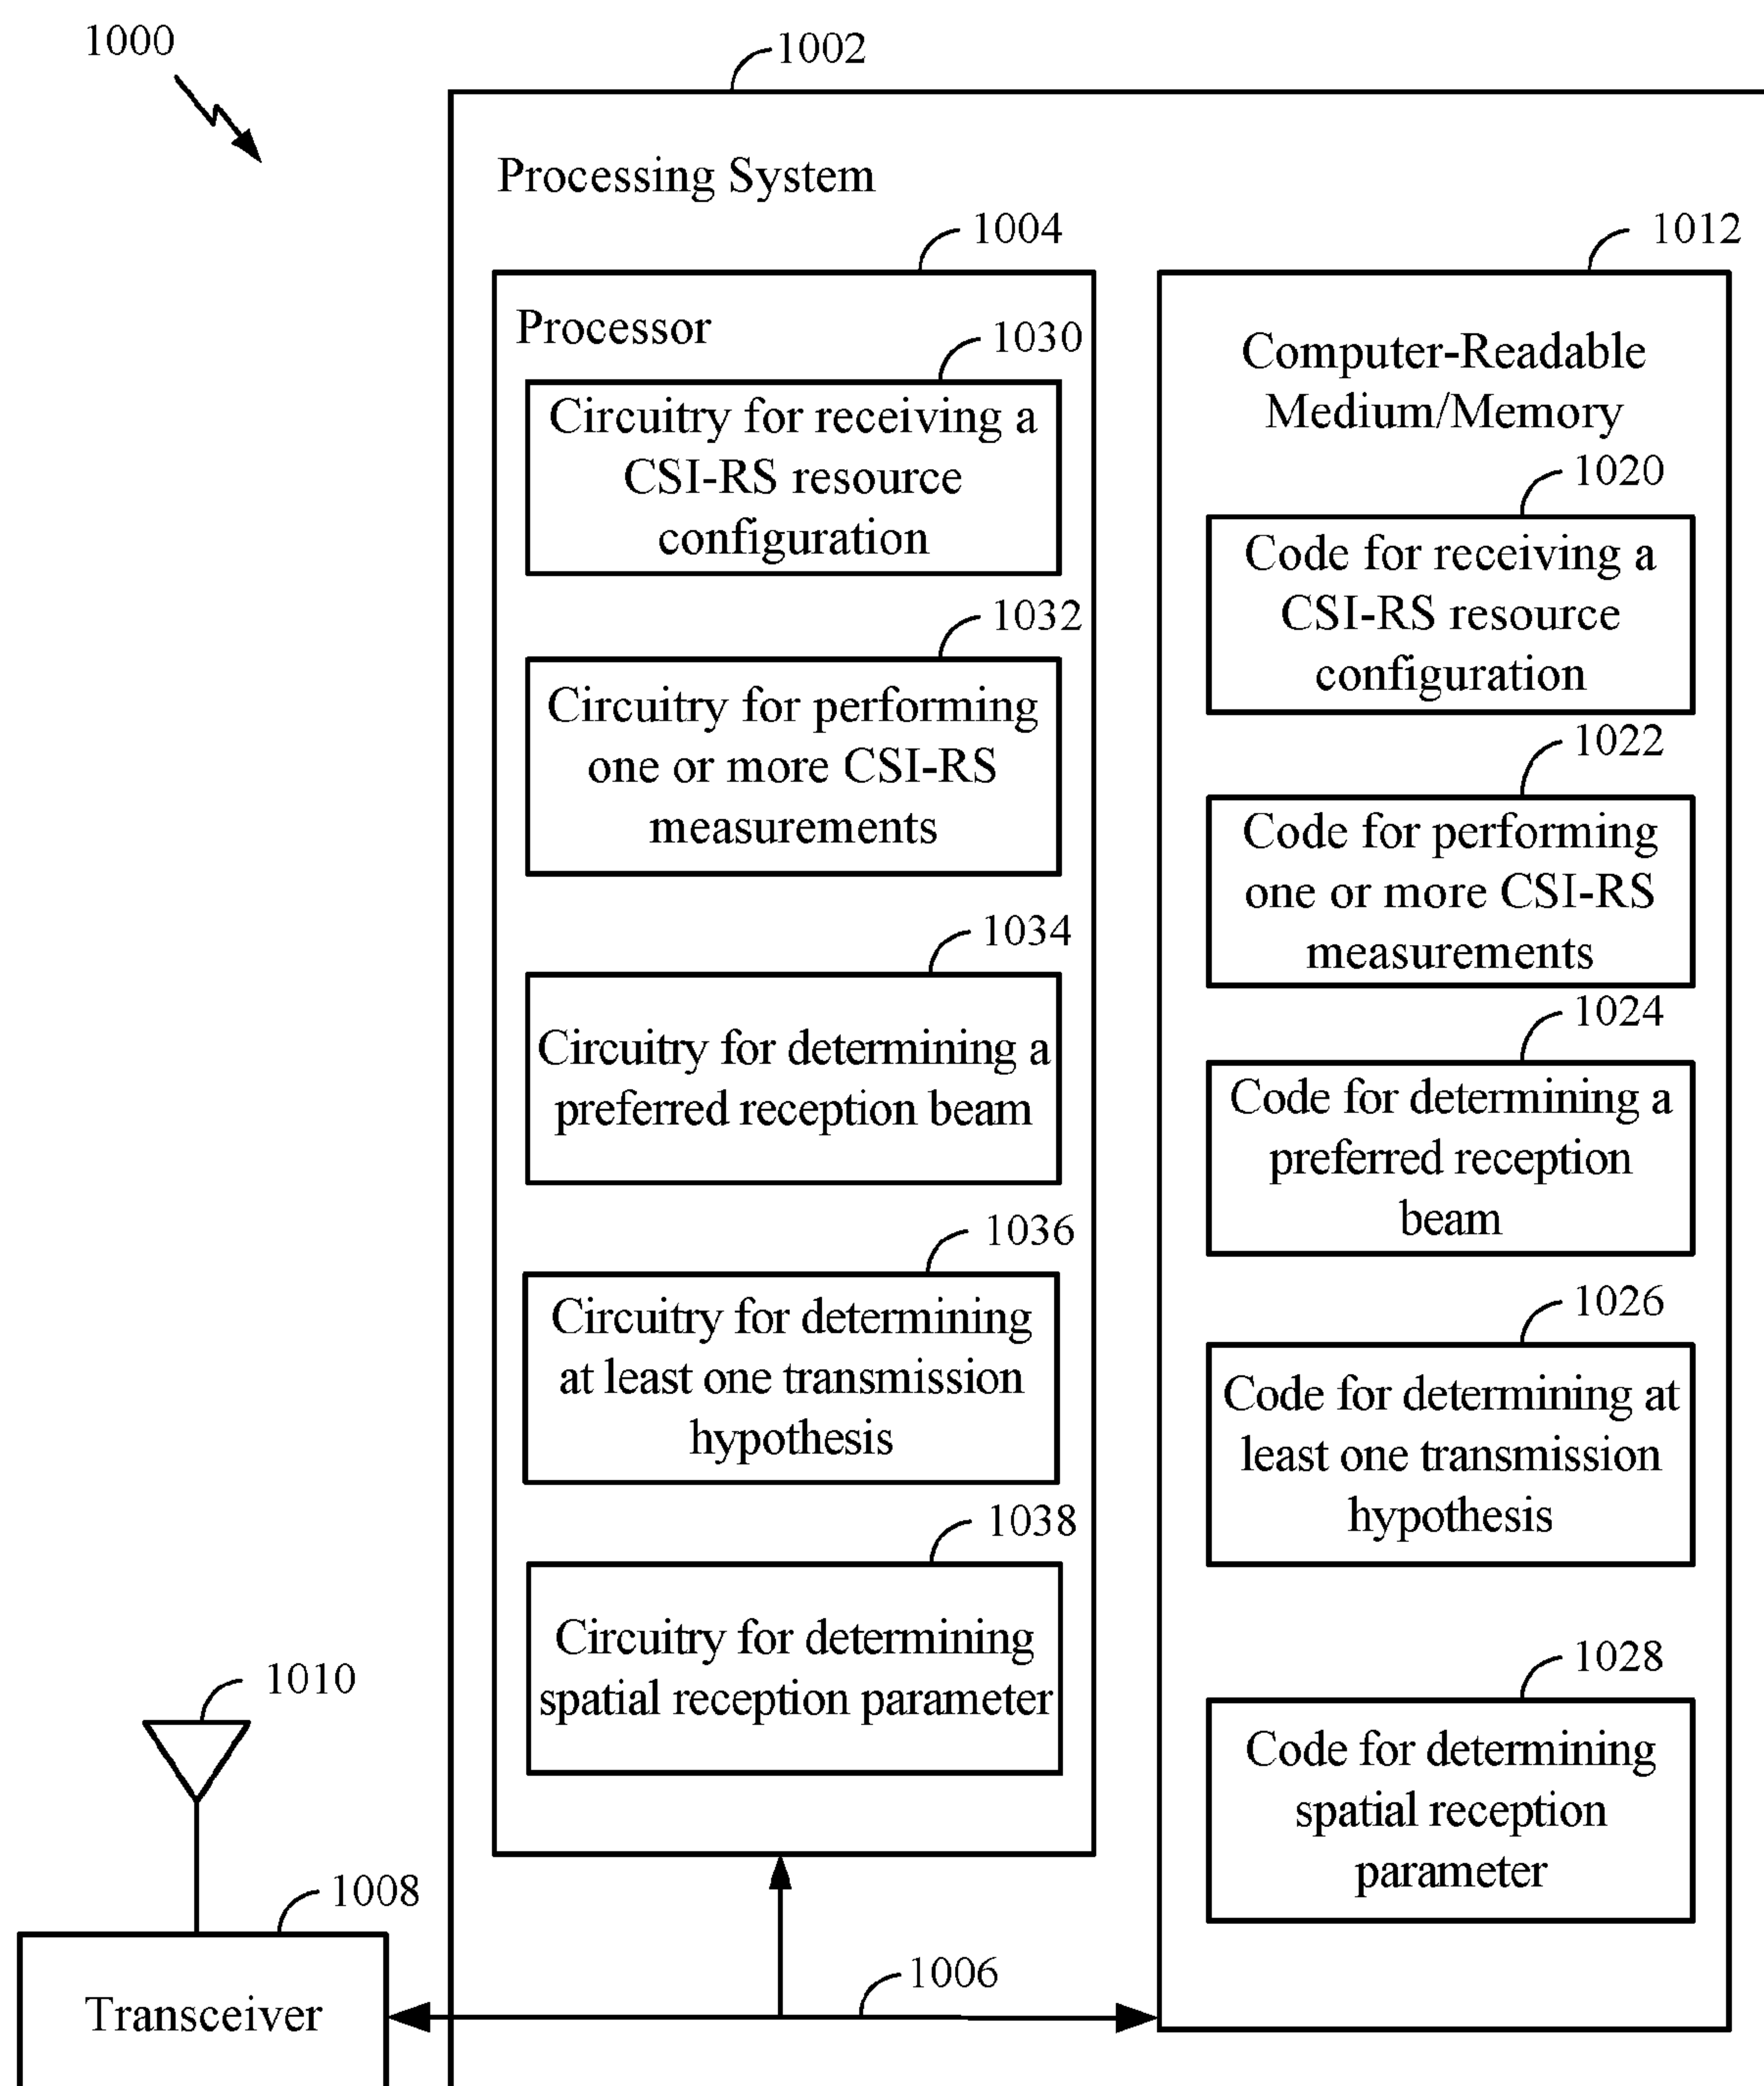 1000
1002
Processing System
1004
Processor
1030
Circuitry for receiving a
CSI-RS resource
configuration
1032
Circuitry for performing
one or more CSI-RS
measurements
1034
Circuitry for determining a
preferred reception beam
1036
Circuitry for determining
at least one transmission
hypothesis
1038
Circuitry for determining
spatial reception parameter
1012
Computer-Readable
Medium/Memory
1020
Code for receiving a
CSI-RS resource
configuration
1022
Code for performing
one or more CSI-RS
measurements
1024
Code for determining a
preferred reception
beam
1026
Code for determining at
least one transmission
hypothesis
1028
Code for determining
spatial reception
parameter
1010
1008
Transceiver
1006